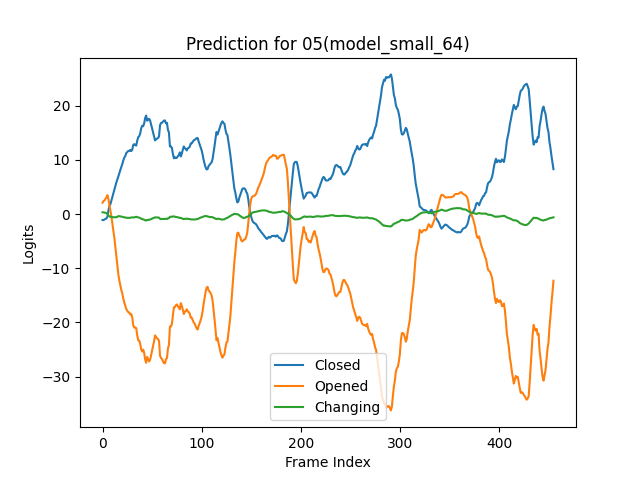 Prediction for 05(model_small_64)
Logits
20
10
0
−10
−20
−30
Closed
Opened
Changing
0 100 200 300 400
Frame Index